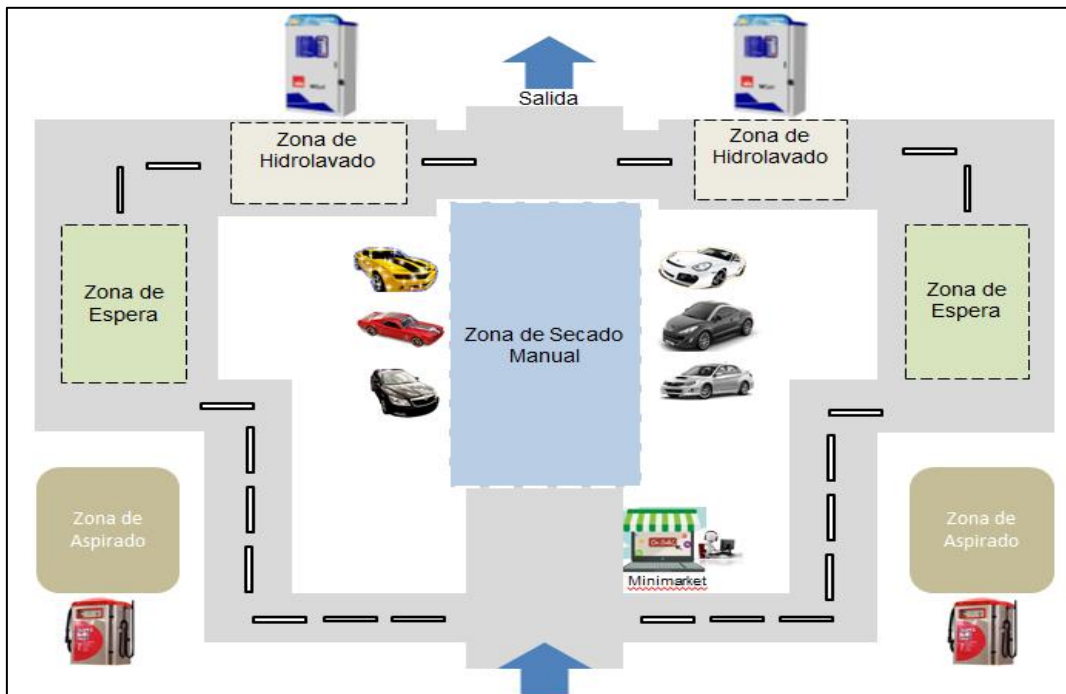 Salida
Zona de
Hidrolavado
Zona de
Hidrolavado
Zona de
Espera
Zona de
Espera
Zona de Secado
Manual
Zona de
Aspirado
Zona de
Aspirado
Minimarket